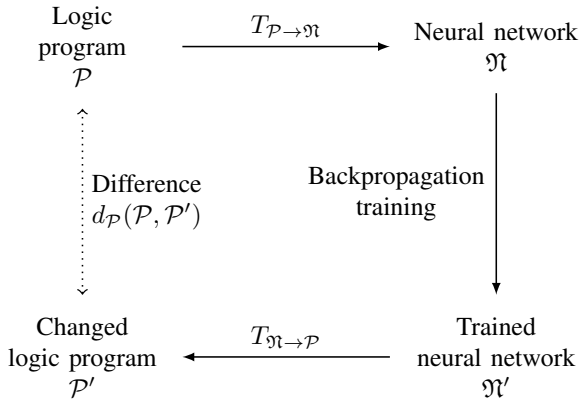 Logic
program
𝒫
T𝒫→𝔑
Neural network
𝔑
Difference
d𝒫(𝒫, 𝒫′)
Backpropagation
training
Changed
logic program
𝒫′
T𝔑→𝒫
Trained
neural network
𝔑′